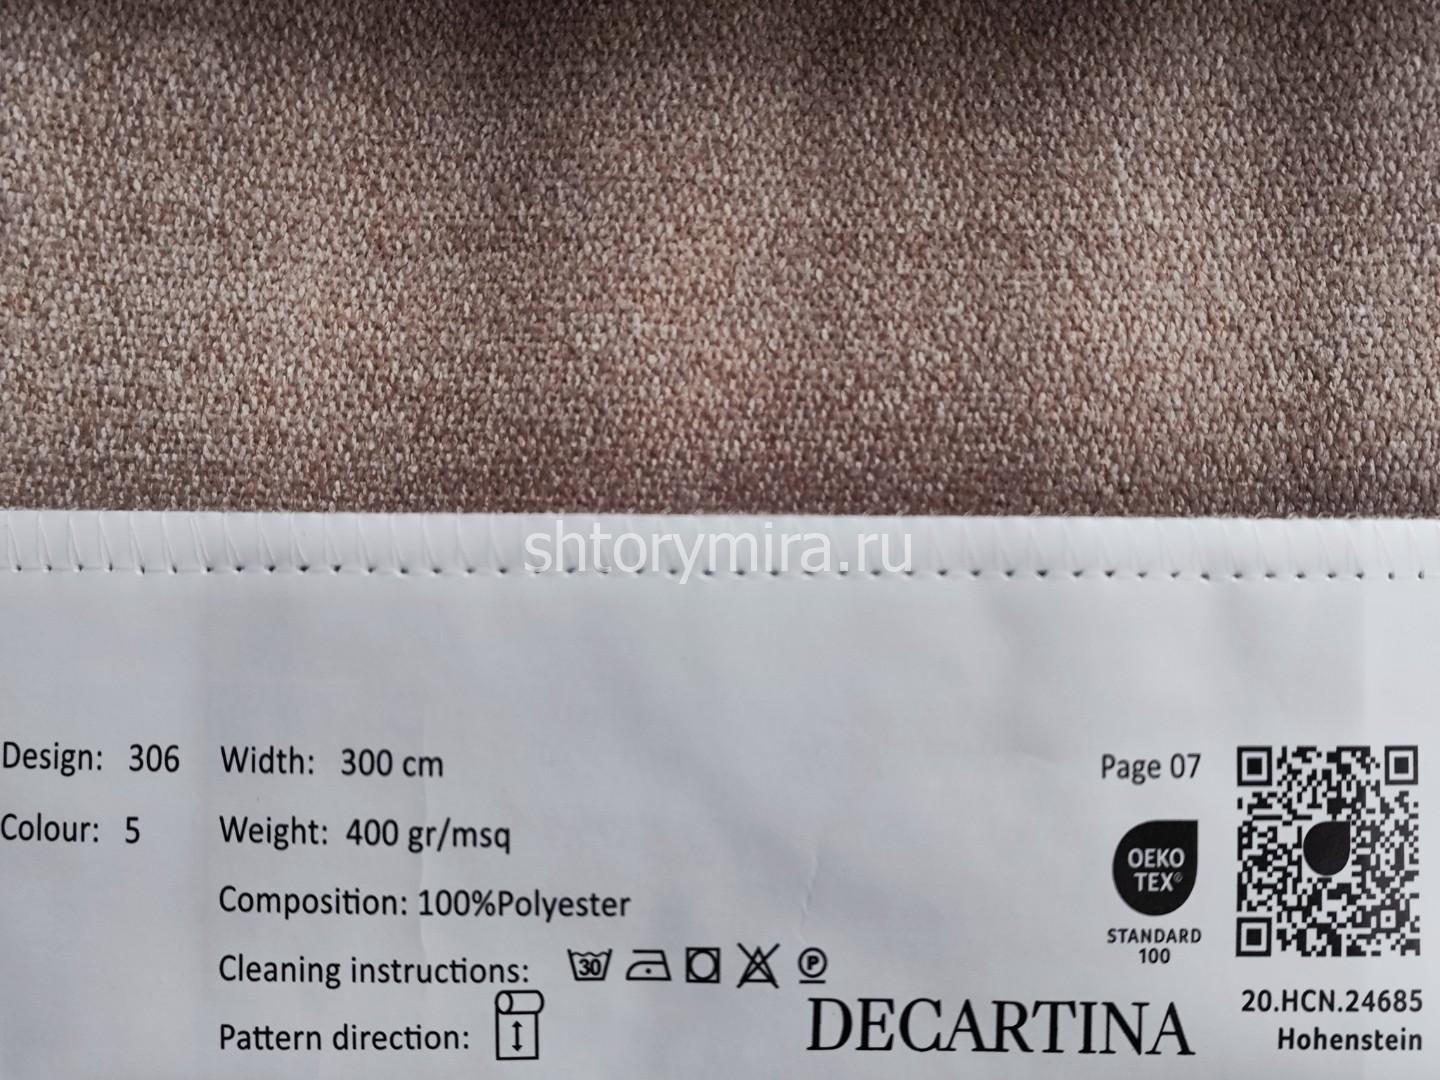 shtorymira.ru
Design: 306 Width: 300 cm
Page 07
Colour: 5 Weight: 400 gr/msq
OEKO
TEX®
STANDARD
100
Composition: 100%Polyester
Cleaning instructions: 30 P
Pattern direction:
DECARTINA
20.HCN.24685
Hohenstein